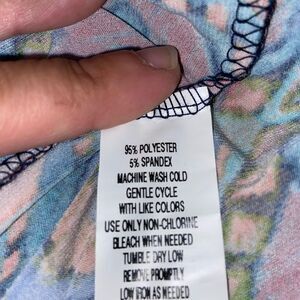 95% POLYESTER
5% SPANDEX
MACHINE WASH COLD
GENTLE CYCLE
WITH LIKE COLORS
USE ONLY NON-CHLORINE
BLEACH WHEN NEEDED
TUMBLE DRY LOW
REMOVE PROMPTLY
LOW IRON AS NEEDED